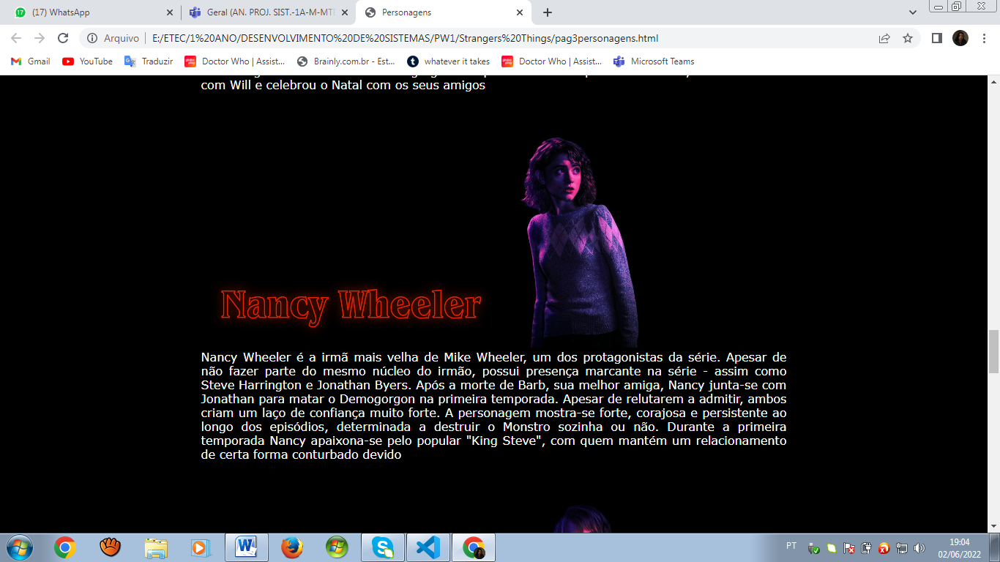 (17) WhatsApp
Geral (AN. PROJ. SIST.-1A-M-MTE
Personagens
Arquivo
E:/ETEC/1%20ANO/DESENVOLVIMENTO%20DE%20SISTEMAS/PW1/Strangers%20Things/pag3personagens.html
Gmail
YouTube
Traduzir
Doctor Who | Assist...
Brainly.com.br - Est...
whatever it takes
Doctor Who | Assist...
Microsoft Teams
com Will e celebrou o Natal com os seus amigos
Nancy Wheeler
Nancy Wheeler é a irmã mais velha de Mike Wheeler, um dos protagonistas da série. Apesar de
não fazer parte do mesmo núcleo do irmão, possui presença marcante na série - assim como
Steve Harrington e Jonathan Byers. Após a morte de Barb, sua melhor amiga, Nancy junta-se com
Jonathan para matar o Demogorgon na primeira temporada. Apesar de relutarem a admitir, ambos
criam um laço de confiança muito forte. A personagem mostra-se forte, corajosa e persistente ao
longo dos episódios, determinada a destruir o Monstro sozinha ou não. Durante a primeira
temporada Nancy apaixona-se pelo popular "King Steve", com quem mantém um relacionamento
de certa forma conturbado devido
PT
19:04
02/06/2022